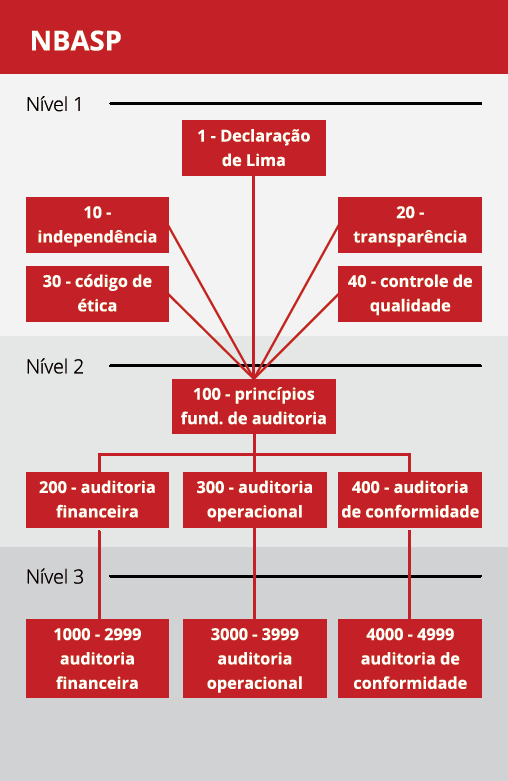 NBASP
Nível 1
1 - Declaração
de Lima
10 -
independência
20 -
transparência
30 - código de
ética
40 - controle de
qualidade
Nível 2
100 - princípios
fund. de auditoria
200 - auditoria
financeira
300 - auditoria
operacional
400 - auditoria
de conformidade
Nível 3
1000 - 2999
auditoria
financeira
3000 - 3999
auditoria
operacional
4000 - 4999
auditoria de
conformidade